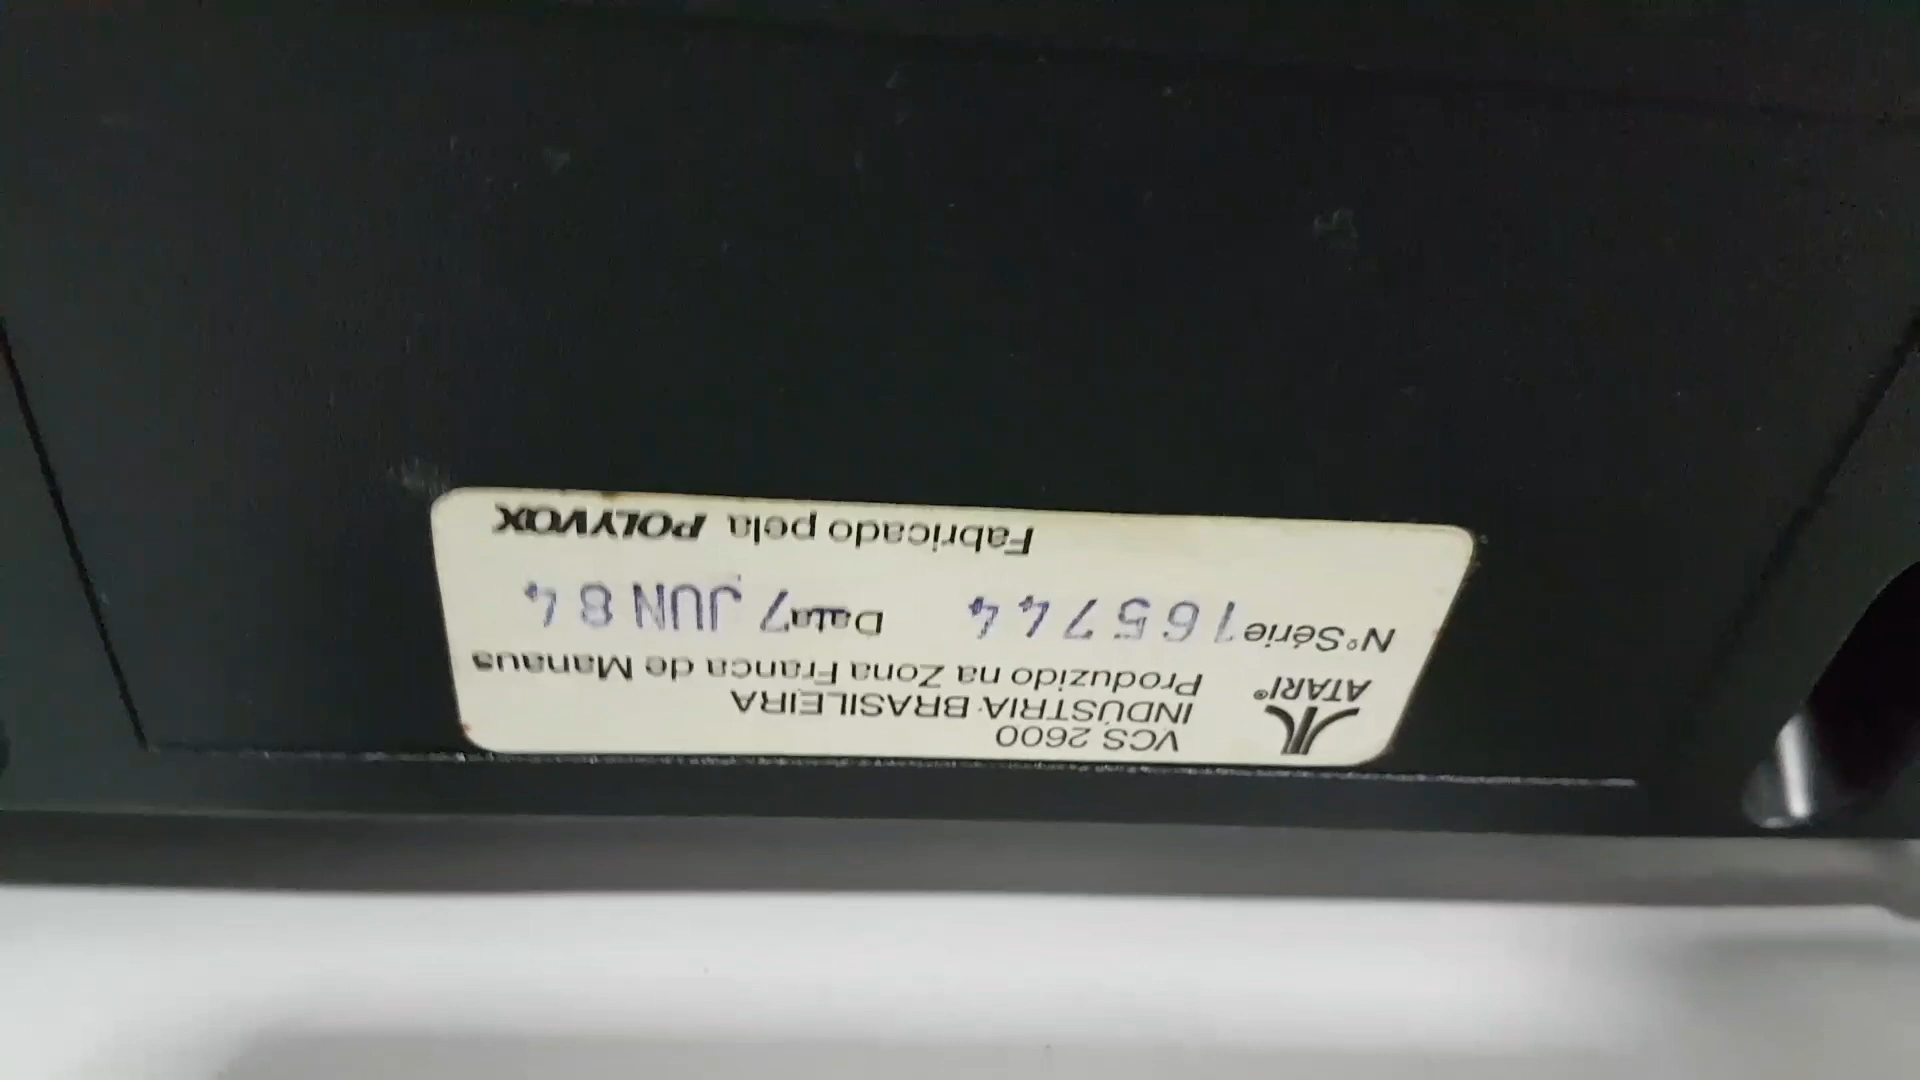 VCS 2600
INDÚSTRIA BRASILEIRA
ATARI®
Produzido na Zona Franca de Manaus
N° Série 165744 Data 7 JUN 84
Fabricado pela POLYVOX